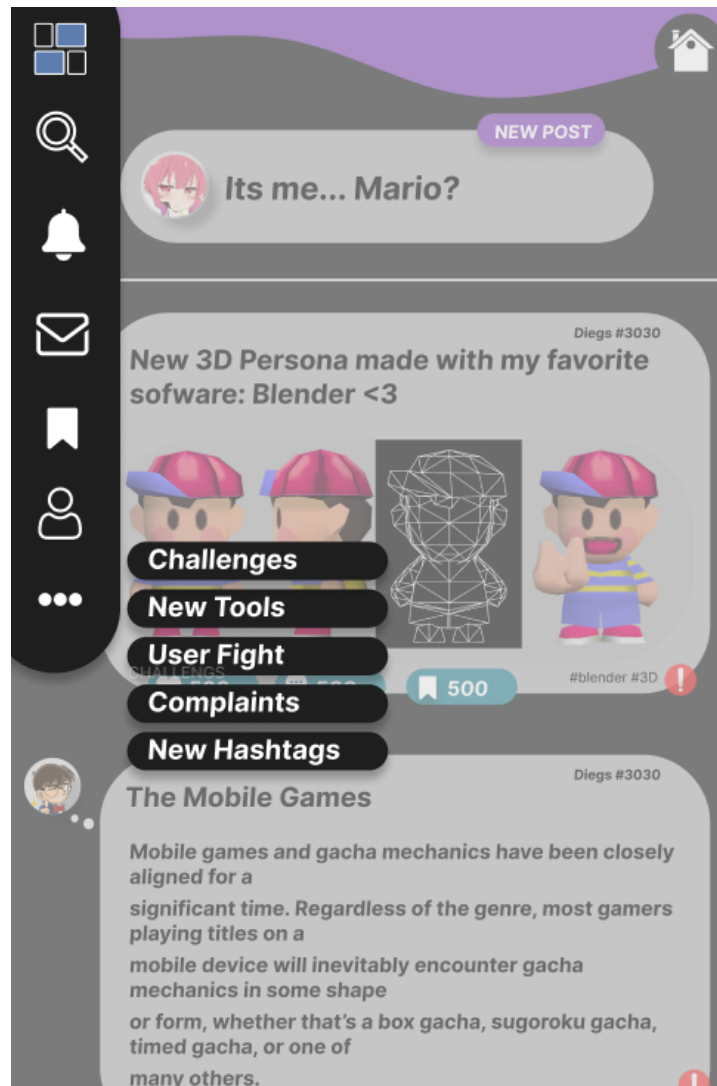 NEW POST
Its me... Mario?
Diegs #3030
New 3D Persona made with my favorite
sofware: Blender <3
Challenges
New Tools
User Fight
CHALLENGS
500
#blender #3D
Complaints
New Hashtags
Diegs #3030
The Mobile Games
Mobile games and gacha mechanics have been closely
aligned for a
significant time. Regardless of the genre, most gamers
playing titles on a
mobile device will inevitably encounter gacha
mechanics in some shape
or form, whether that's a box gacha, sugoroku gacha,
timed gacha, or one of
many others.